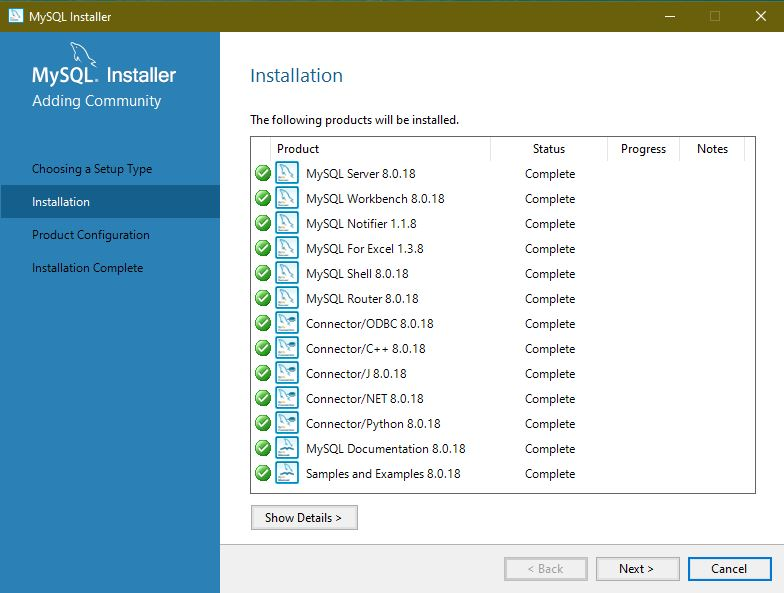 MySQL Installer
MySQL. Installer
Adding Community
Choosing a Setup Type
Installation
Product Configuration
Installation Complete
Installation
The following products will be installed.
Product Status Progress Notes
MySQL Server 8.0.18 Complete
MySQL Workbench 8.0.18 Complete
MySQL Notifier 1.1.8 Complete
MySQL For Excel 1.3.8 Complete
MySQL Shell 8.0.18 Complete
MySQL Router 8.0.18 Complete
Connector/ODBC 8.0.18 Complete
Connector/C++ 8.0.18 Complete
Connector/J 8.0.18 Complete
Connector/NET 8.0.18 Complete
Connector/Python 8.0.18 Complete
MySQL Documentation 8.0.18 Complete
Samples and Examples 8.0.18 Complete
Show Details >
< Back Next > Cancel